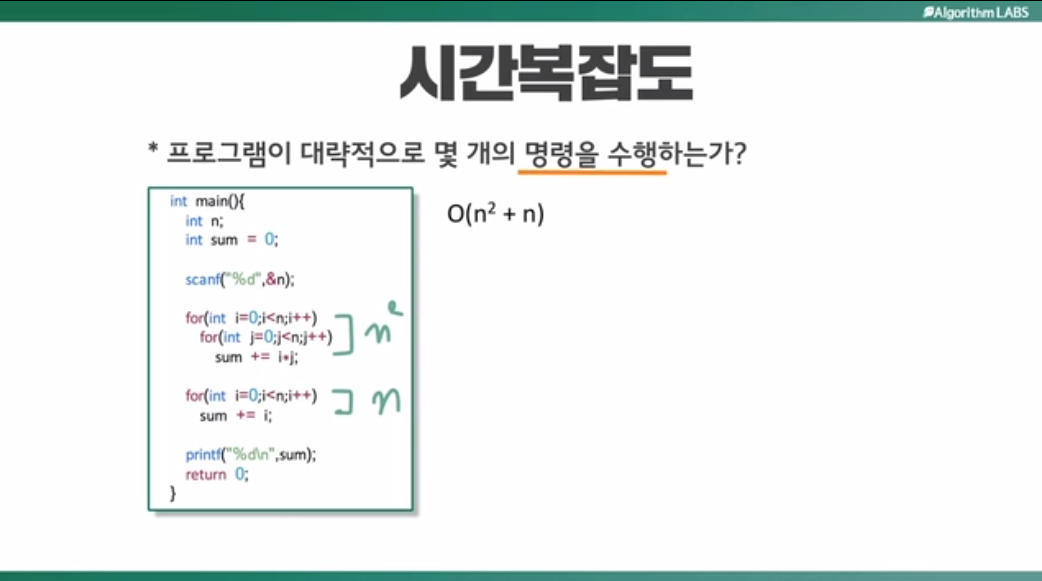 Algorithm LABS
시간복잡도
* 프로그램이 대략적으로 몇 개의 명령을 수행하는가?
int main(){
int n;
int sum = 0;
scanf("%d",&n);
for(int i=0;i<n;i++)
for(int j=0;j<n;j++)
sum += i*j;
for(int i=0;i<n;i++)
sum += i;
printf("%d\n",sum);
return 0;
}
n²
n
O(n² + n)